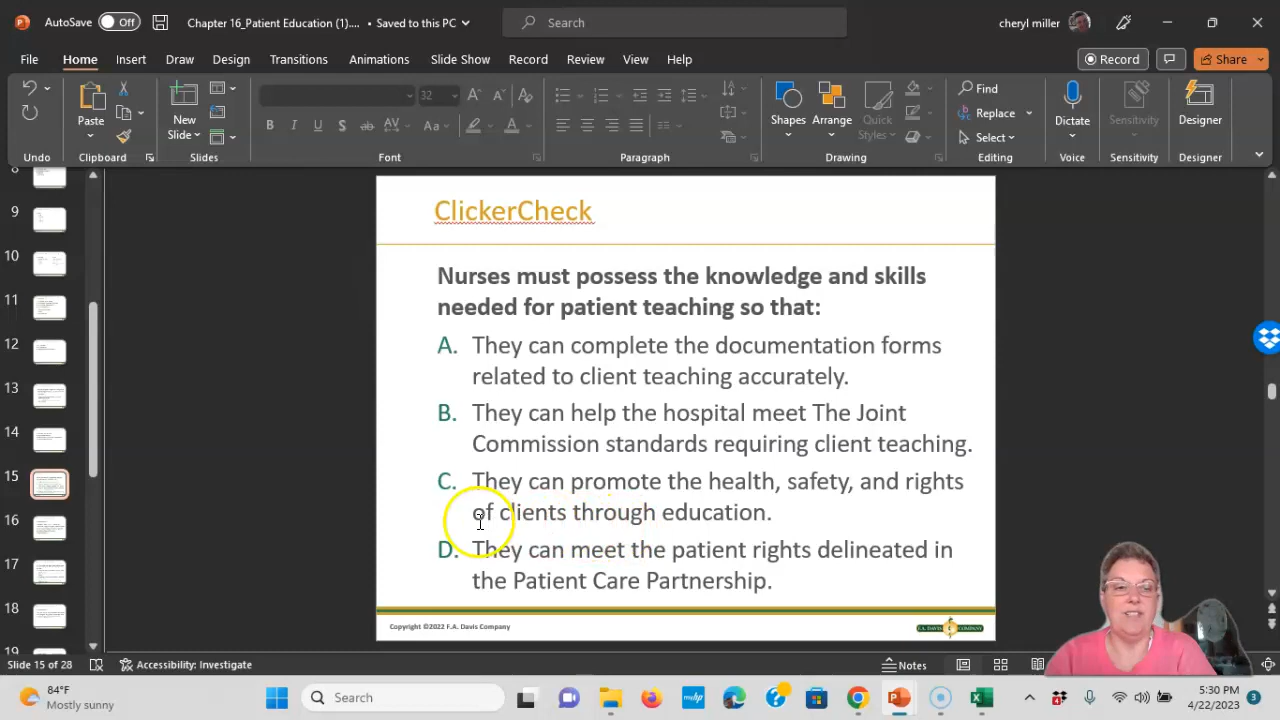 AutoSave Off Chapter 16_Patient Education (1).... • Saved to this PC Search cheryl miller
File Home Insert Draw Design Transitions Animations Slide Show Record Review View Help Record Share
32
Paste New Slide Aa Shapes Arrange Quick Styles Find Replace Select Dictate Sensitivity Designer
Undo Clipboard Slides Font Paragraph Drawing Editing Voice Sensitivity Designer
9
10
11
12
13
14
15
16
17
18
ClickerCheck
Nurses must possess the knowledge and skills
needed for patient teaching so that:
A. They can complete the documentation forms
related to client teaching accurately.
B. They can help the hospital meet The Joint
Commission standards requiring client teaching.
C. They can promote the health, safety, and rights
of clients through education.
D. They can meet the patient rights delineated in
the Patient Care Partnership.
Copyright ©2022 F.A. Davis Company F.A. DAVIS COMPANY
Slide 15 of 28 Accessibility: Investigate Notes
84°F
Mostly sunny
Search
5:30 PM
4/22/2023
3